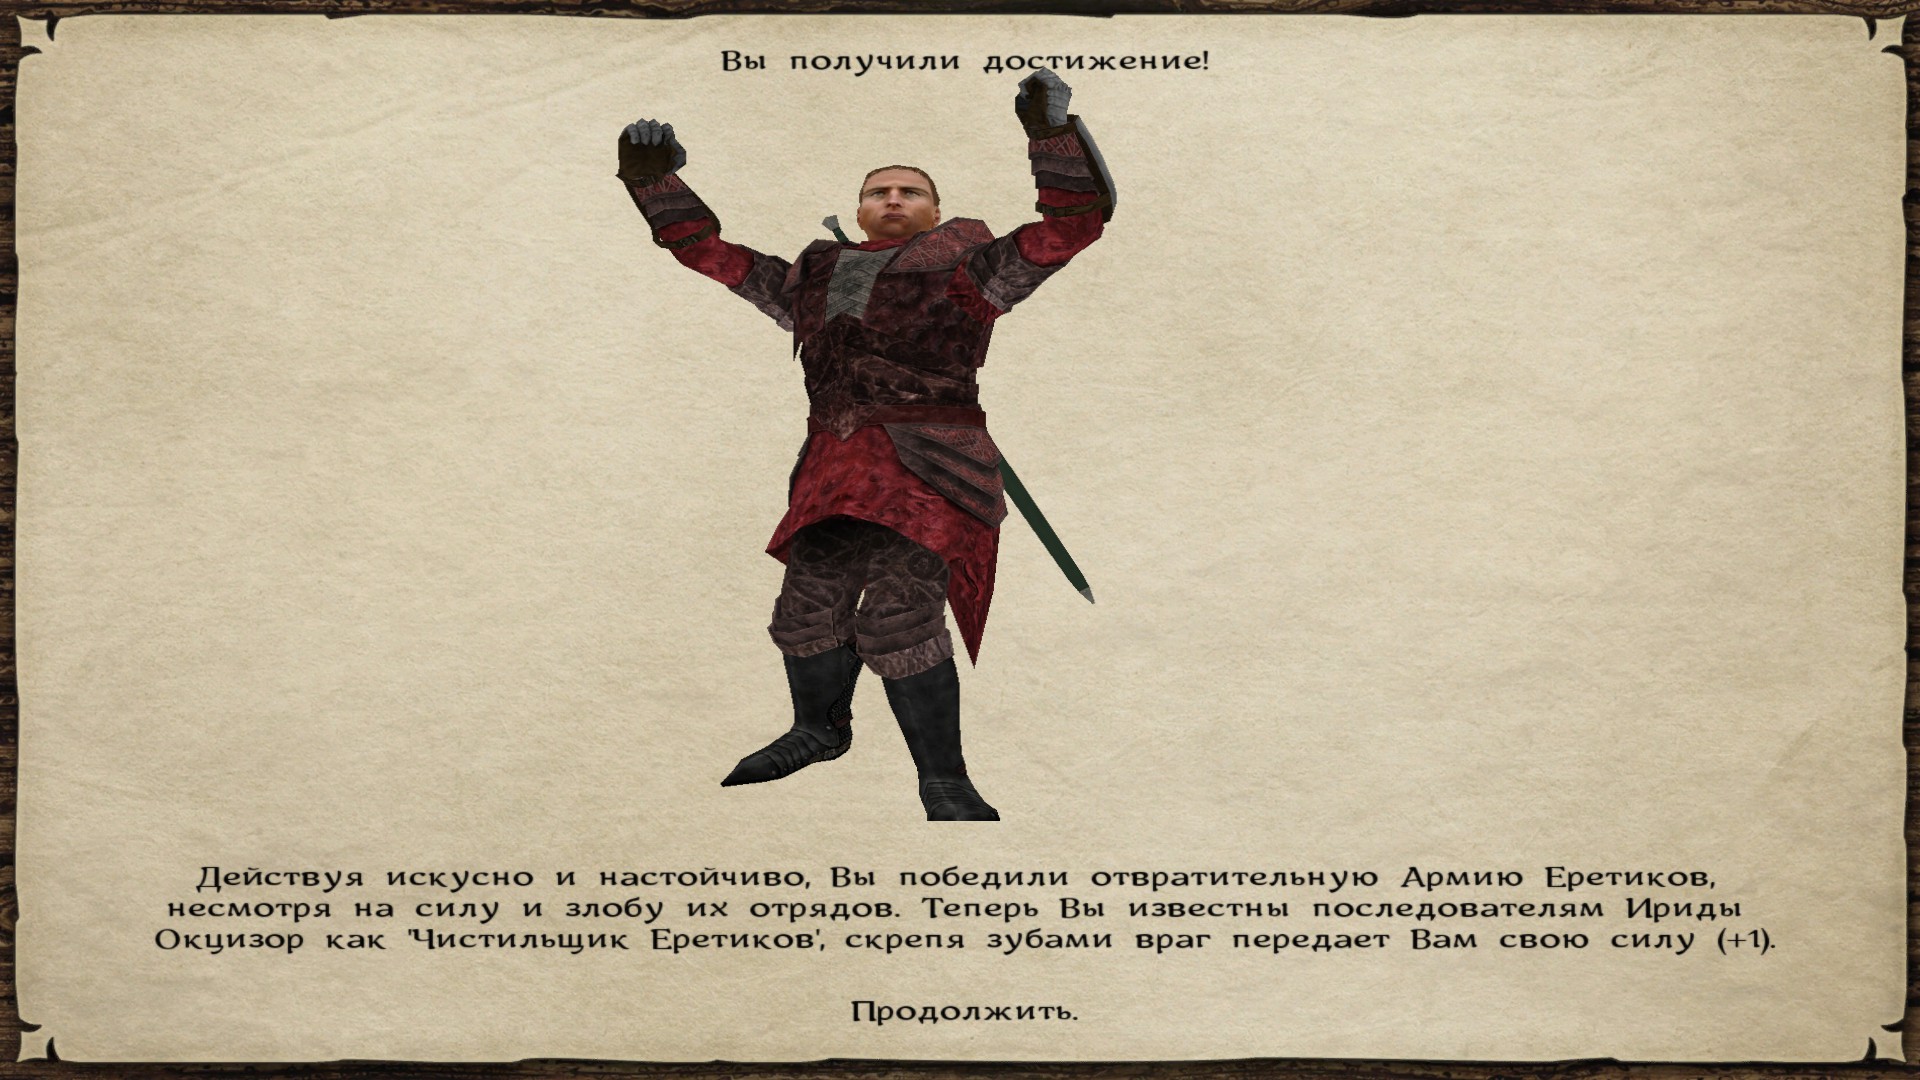 Вы получили достижение!
Действуя искусно и настойчиво, Вы победили отвратительную Армию Еретиков,
несмотря на силу и злобу их отрядов. Теперь Вы известны последователям Ириды
Окцизор как 'Чистильщик Еретиков', скрепя зубами враг передает Вам свою силу (+1).
Продолжить.